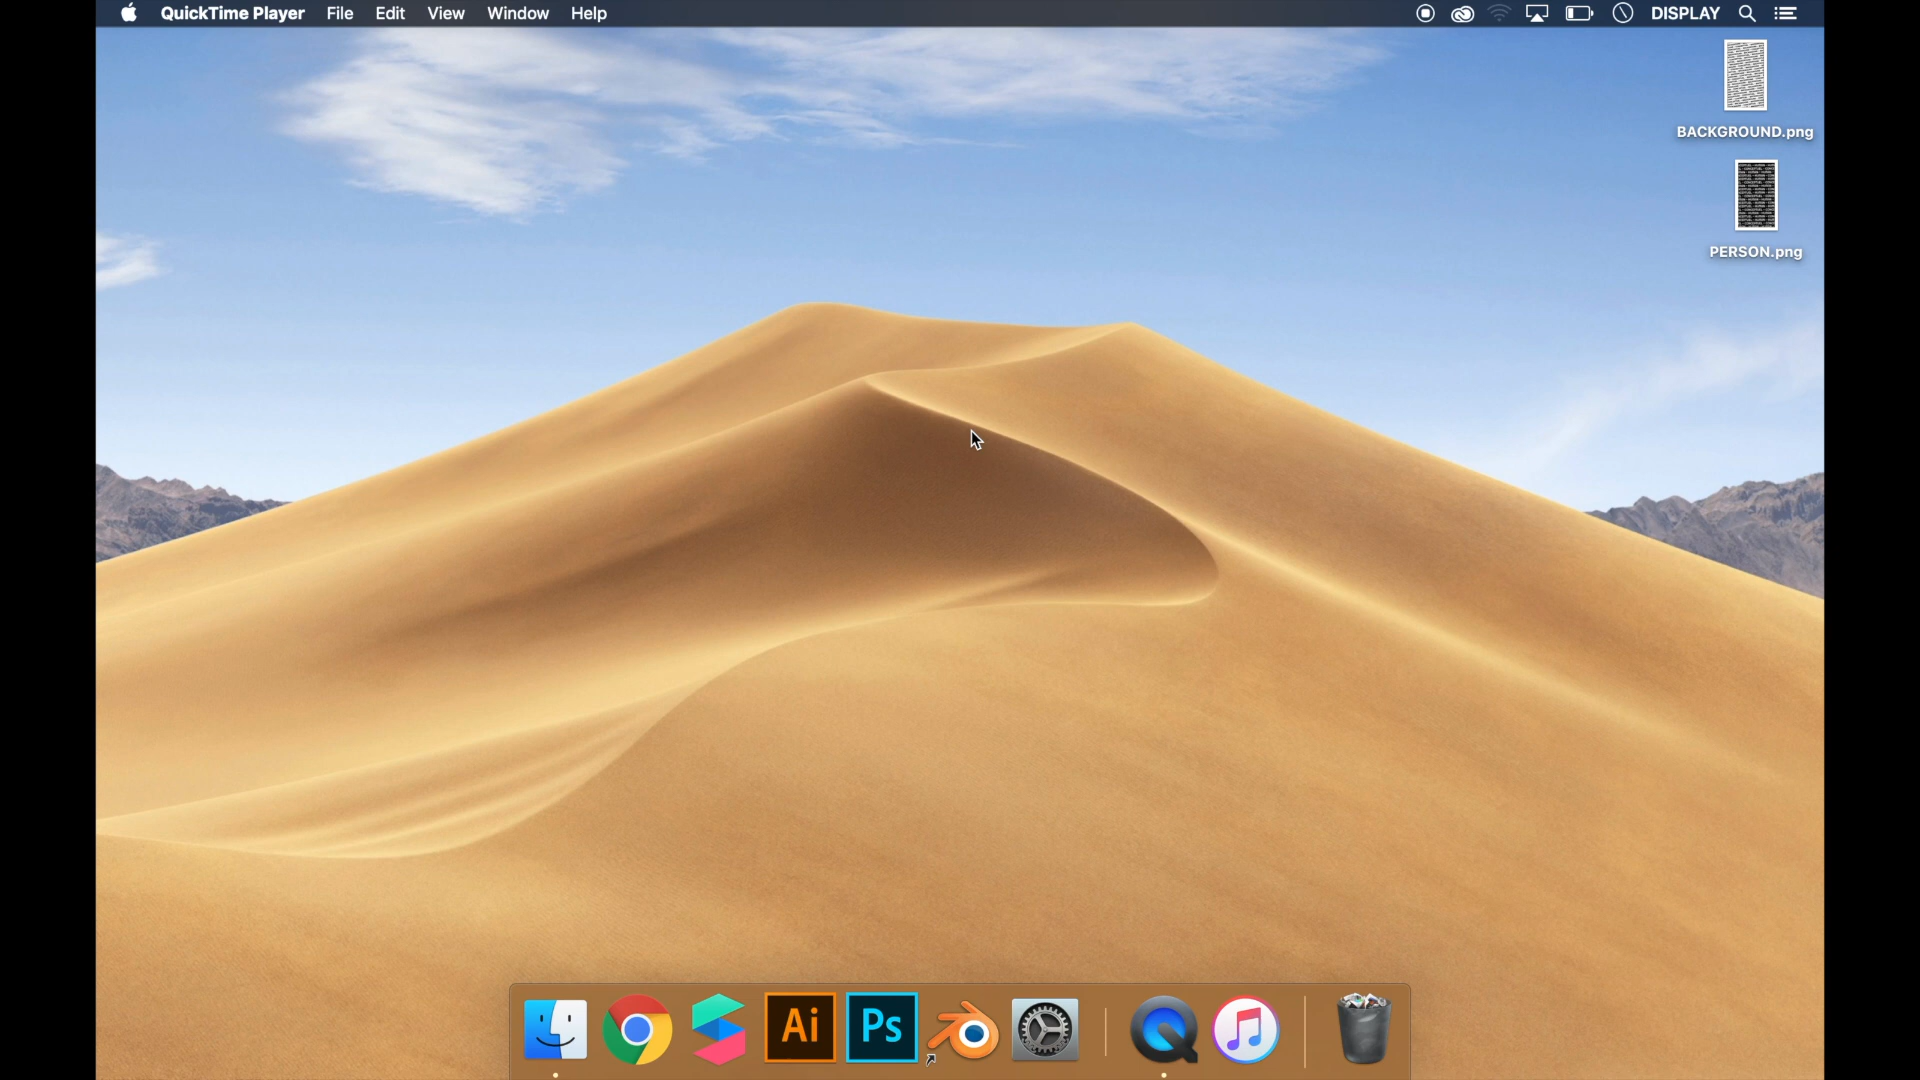 QuickTime Player File Edit View Window Help DISPLAY
BACKGROUND.png
PERSON.png
Ai Ps